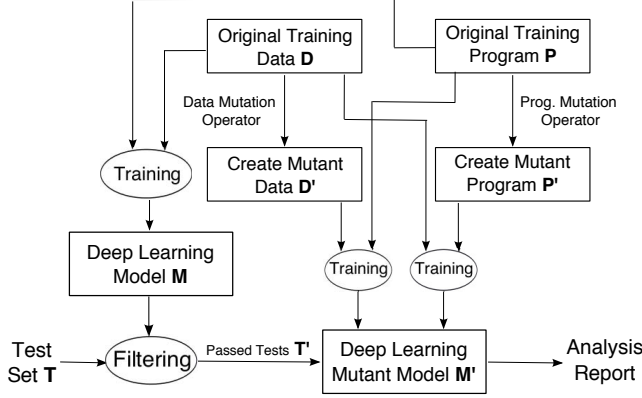 Original Training
Data D
Original Training
Program P
Data Mutation
Operator
Prog. Mutation
Operator
Training
Create Mutant
Data D'
Create Mutant
Program P'
Deep Learning
Model M
Training
Training
Test
Set T
Filtering
Passed Tests T'
Deep Learning
Mutant Model M'
Analysis
Report